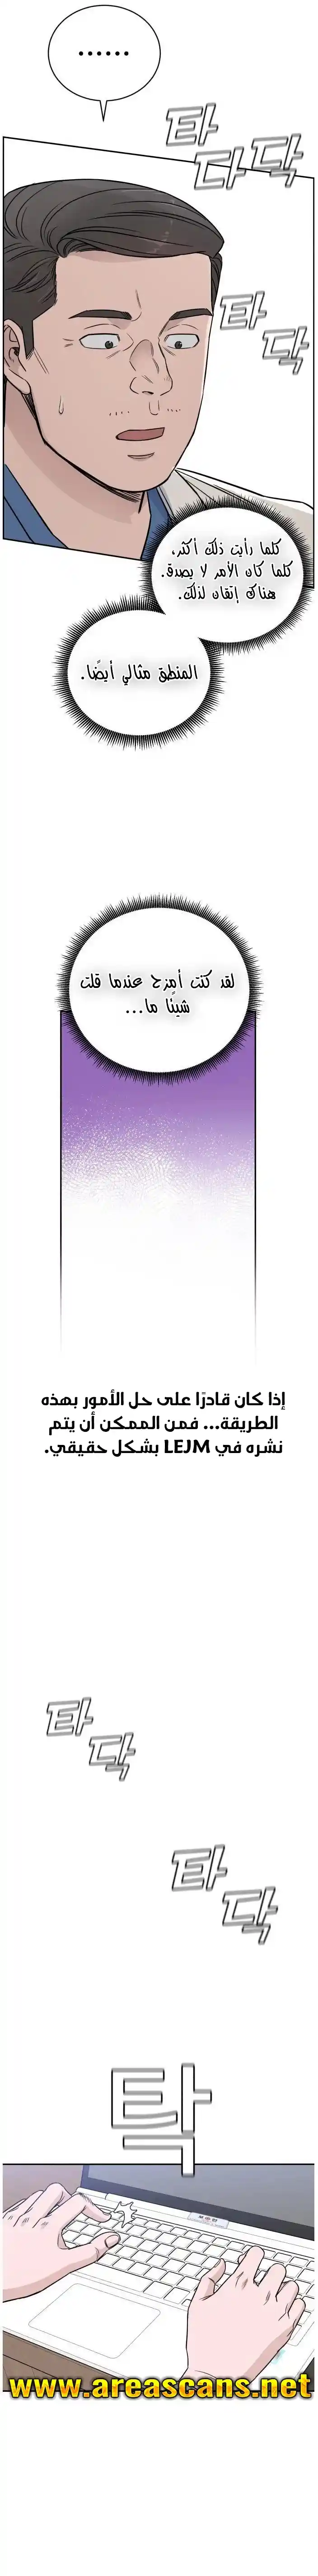 ......
타
다
닥
타
닥
كلما رأيت ذلك أكثر،
كلما كان الأمر لا يصدق.
هناك إتقان لذلك.
المنطق مثالي أيضًا.
لقد كنت أمزح عندما قلت
شيئًا ما...
إذا كان قادرًا على حل الأمور بهذه
الطريقة... فمن الممكن أن يتم
نشره في LEJM بشكل حقيقي.
타
닥
타
닥
탁
www.areascans.net